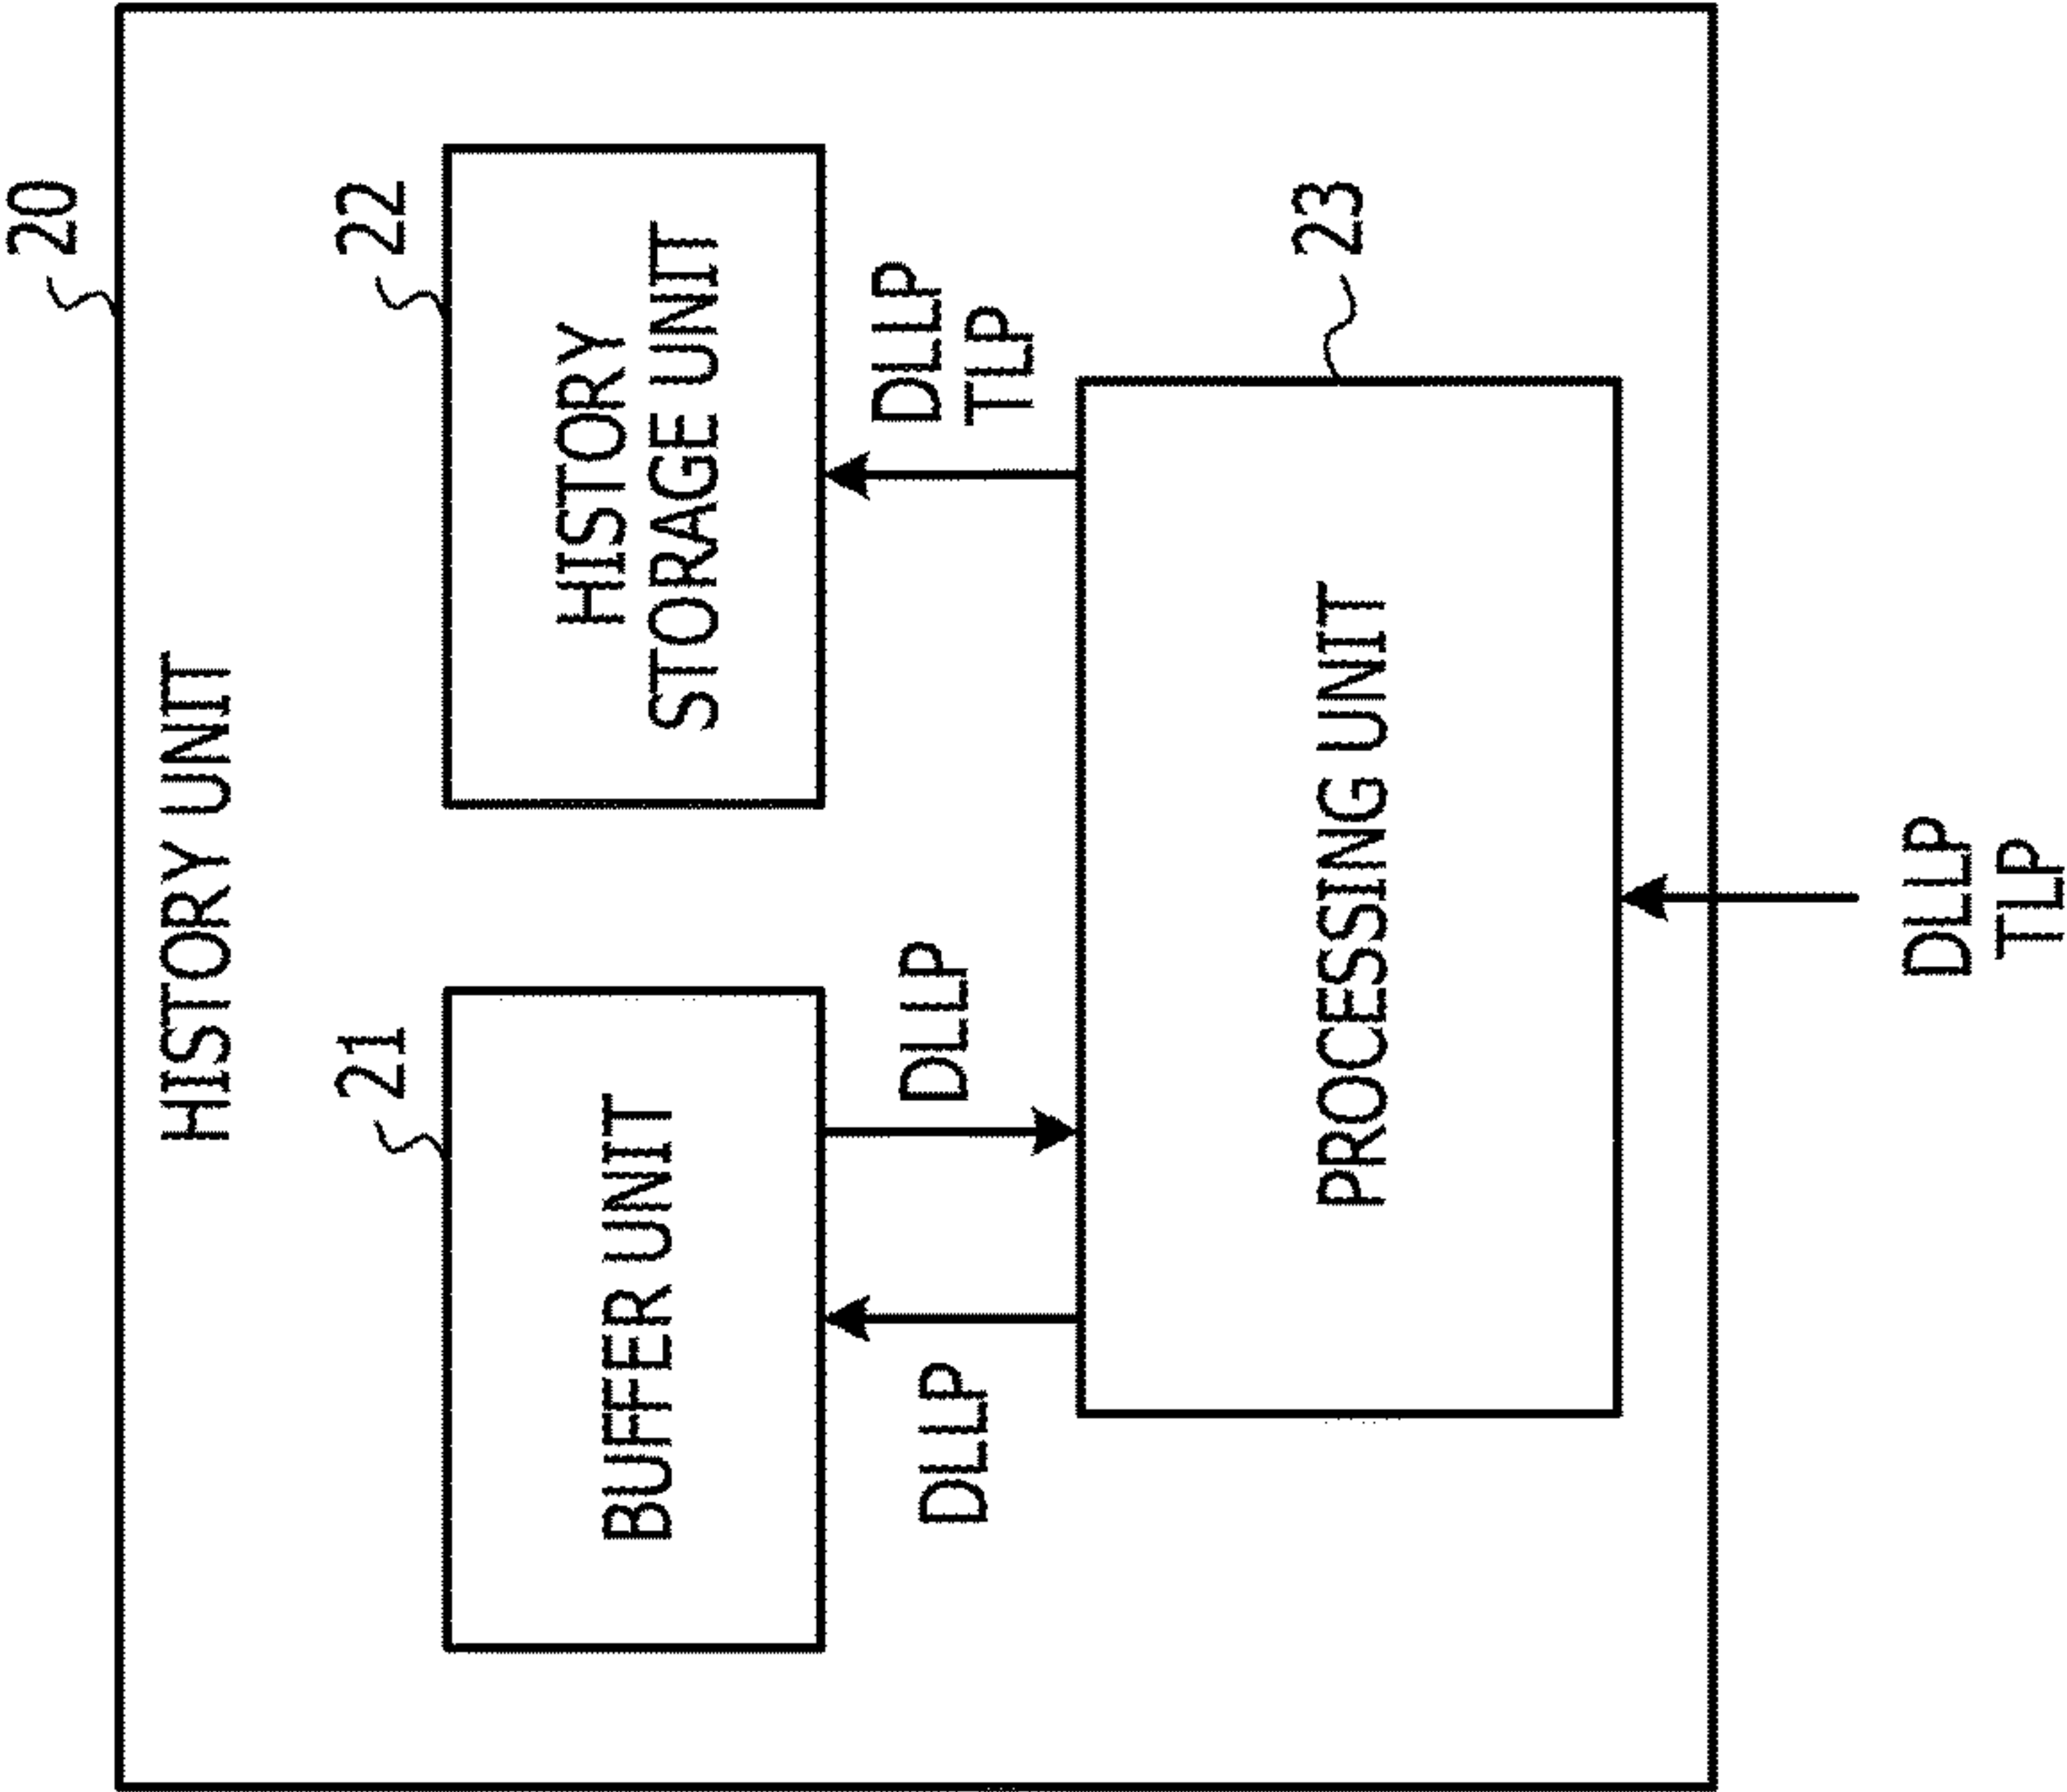 20
HISTORY UNIT
21
22
BUFFER UNIT
HISTORY
STORAGE UNIT
DLLP
DLLP
DLLP
TLP
23
PROCESSING UNIT
DLLP
TLP